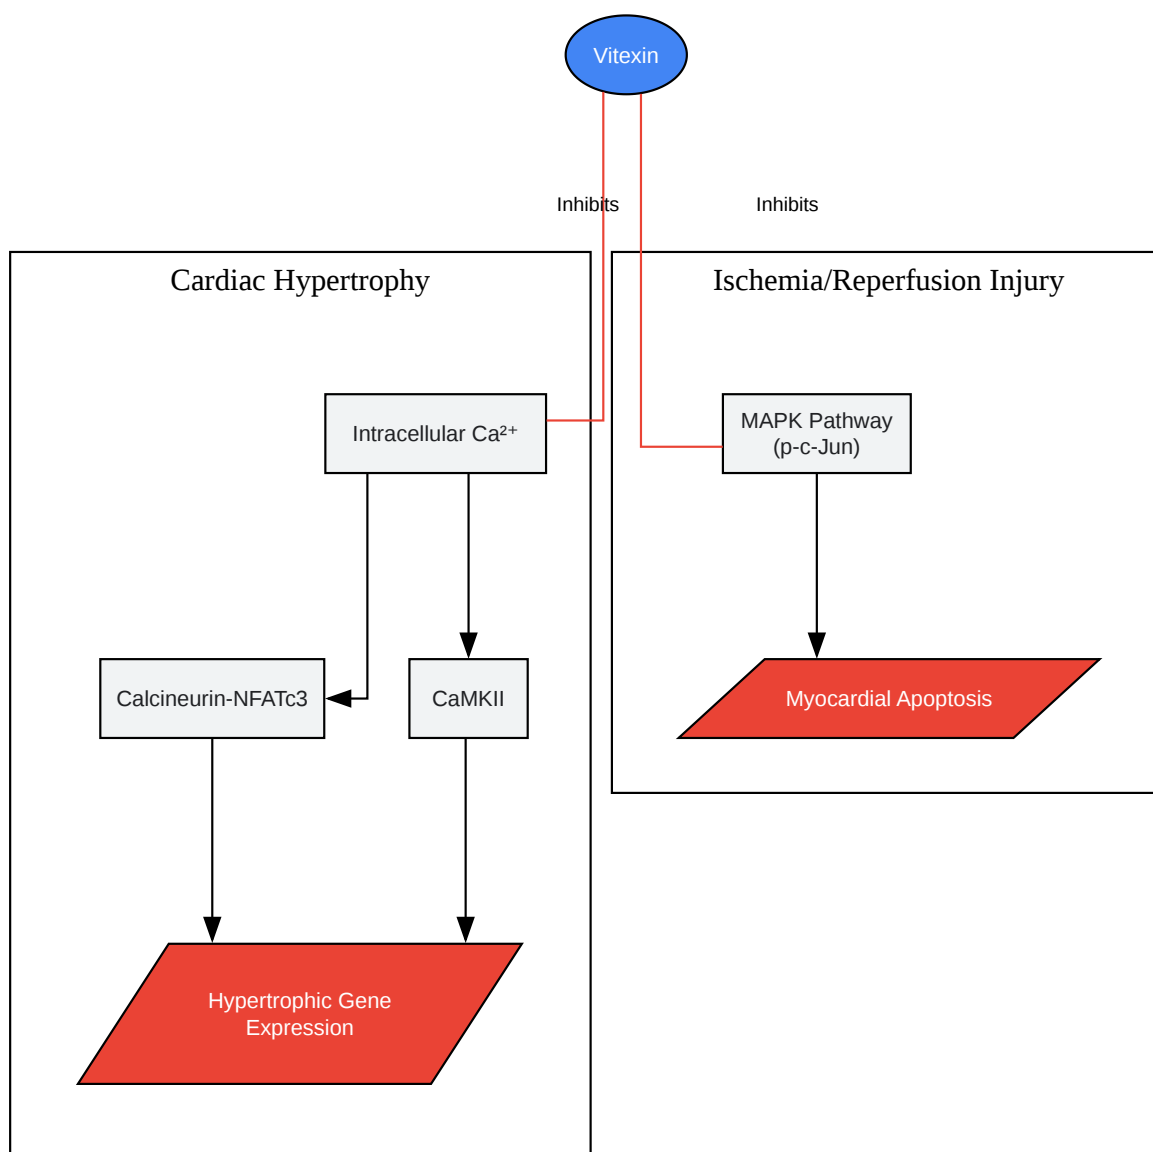 Vitexin
Inhibits
Inhibits
Cardiac Hypertrophy
Ischemia/Reperfusion Injury
Intracellular Ca²⁺
MAPK Pathway
(p-c-Jun)
Calcineurin-NFATc3
CaMKII
Myocardial Apoptosis
Hypertrophic Gene
Expression